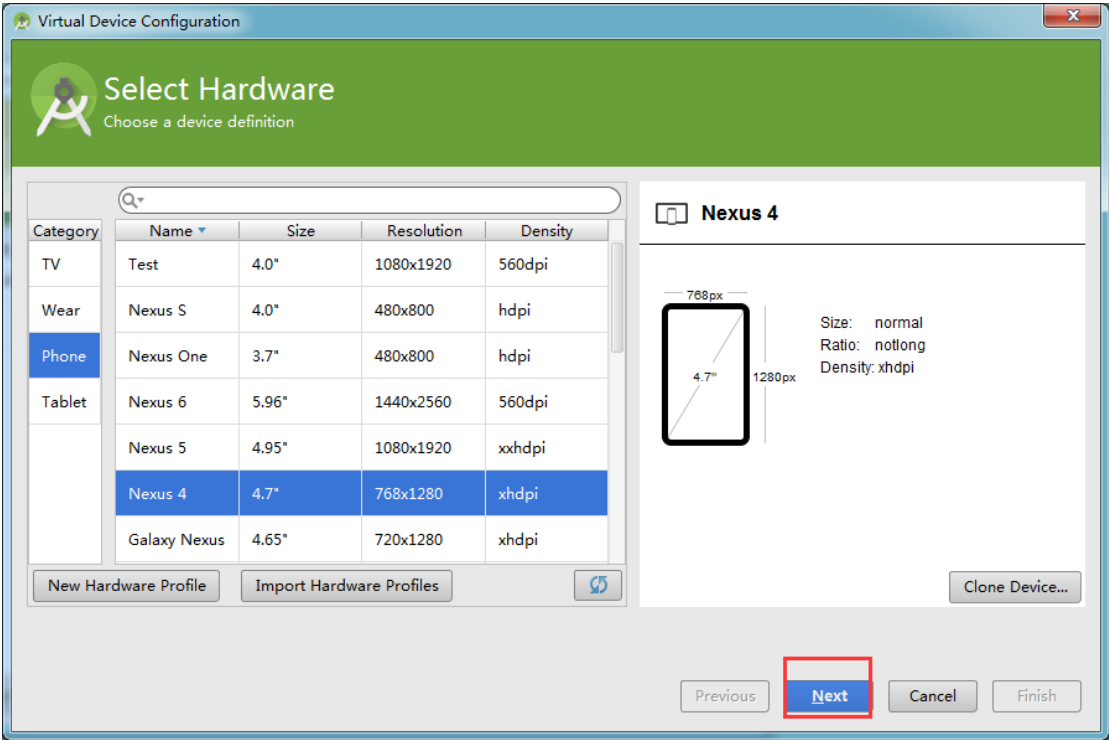 Virtual Device Configuration
x
Select Hardware
Choose a device definition
Category
TV
Wear
Phone
Tablet
Name Size Resolution Density
Test 4.0" 1080x1920 560dpi
Nexus S 4.0" 480x800 hdpi
Nexus One 3.7" 480x800 hdpi
Nexus 6 5.96" 1440x2560 560dpi
Nexus 5 4.95" 1080x1920 xxhdpi
Nexus 4 4.7" 768x1280 xhdpi
Galaxy Nexus 4.65" 720x1280 xhdpi
New Hardware Profile Import Hardware Profiles
Nexus 4
768px
4.7"
1280px
Size: normal
Ratio: notlong
Density: xhdpi
Clone Device...
Previous Next Cancel Finish